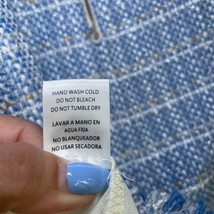 HAND WASH COLD
DO NOT BLEACH
DO NOT TUMBLE DRY
LAVAR A MANO EN
AGUA FRIA
NO BLANQUEADOR
NO USAR SECADORA